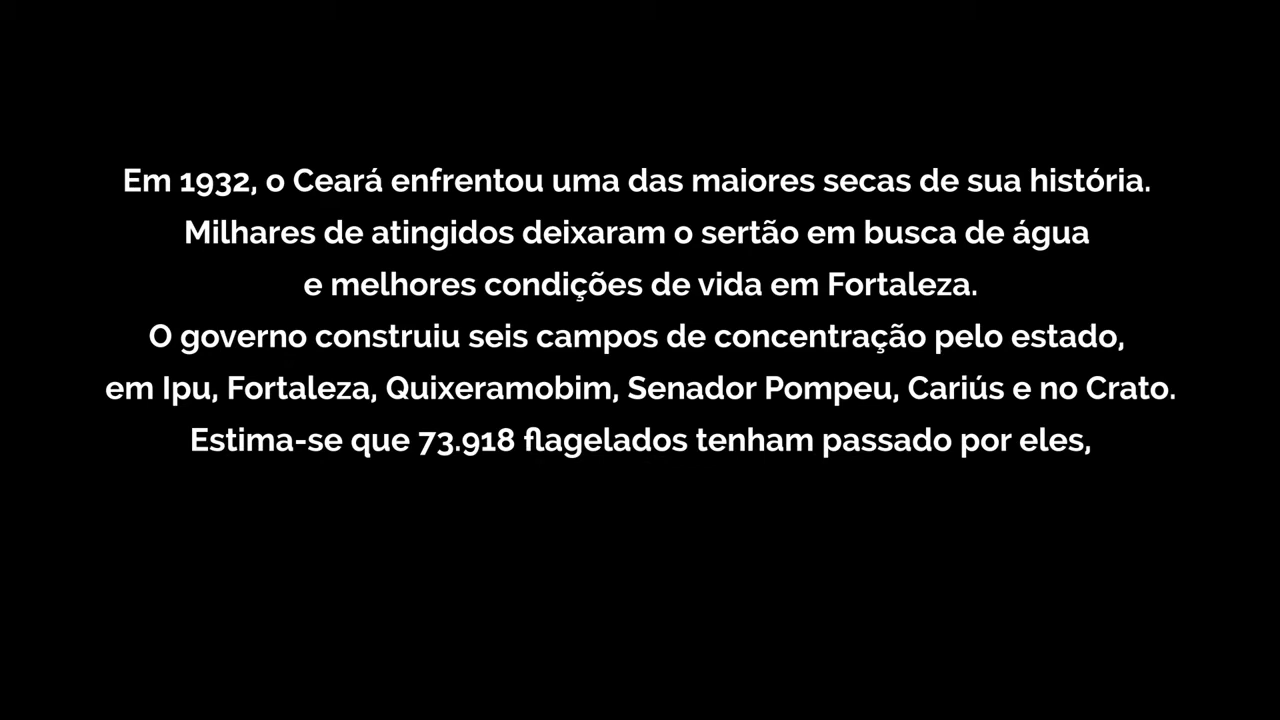 Em 1932, o Ceará enfrentou uma das maiores secas de sua história.
Milhares de atingidos deixaram o sertão em busca de água
e melhores condições de vida em Fortaleza.
O governo construiu seis campos de concentração pelo estado,
em Ipu, Fortaleza, Quixeramobim, Senador Pompeu, Cariús e no Crato.
Estima-se que 73.918 flagelados tenham passado por eles,